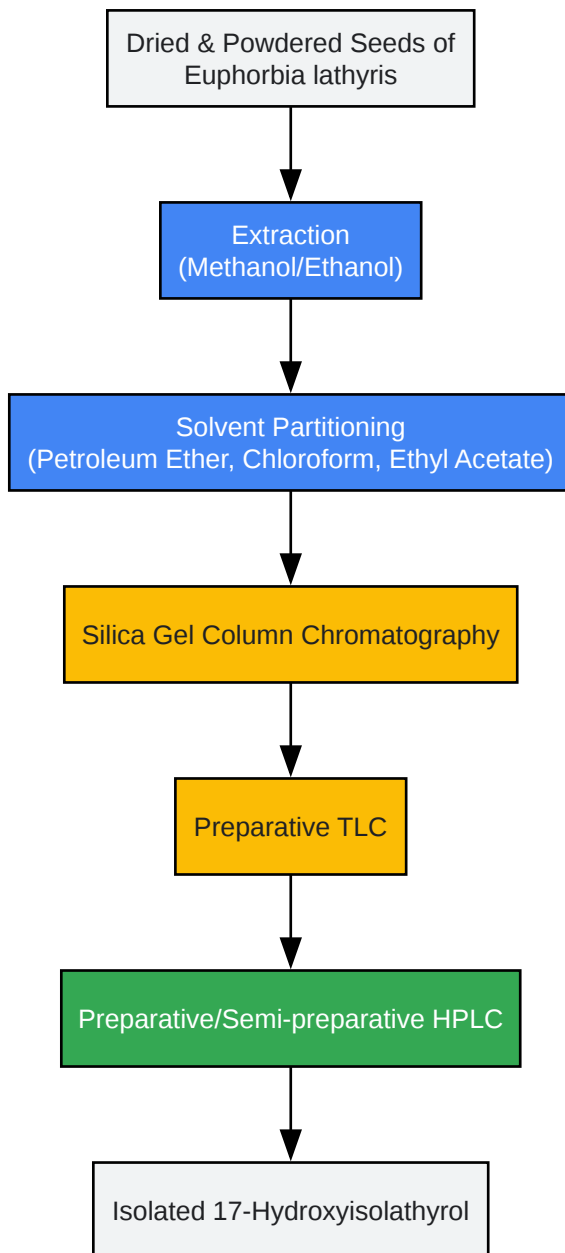 Dried & Powdered Seeds of
Euphorbia lathyris
Extraction
(Methanol/Ethanol)
Solvent Partitioning
(Petroleum Ether, Chloroform, Ethyl Acetate)
Silica Gel Column Chromatography
Preparative TLC
Preparative/Semi-preparative HPLC
Isolated 17-Hydroxyisolathyrol